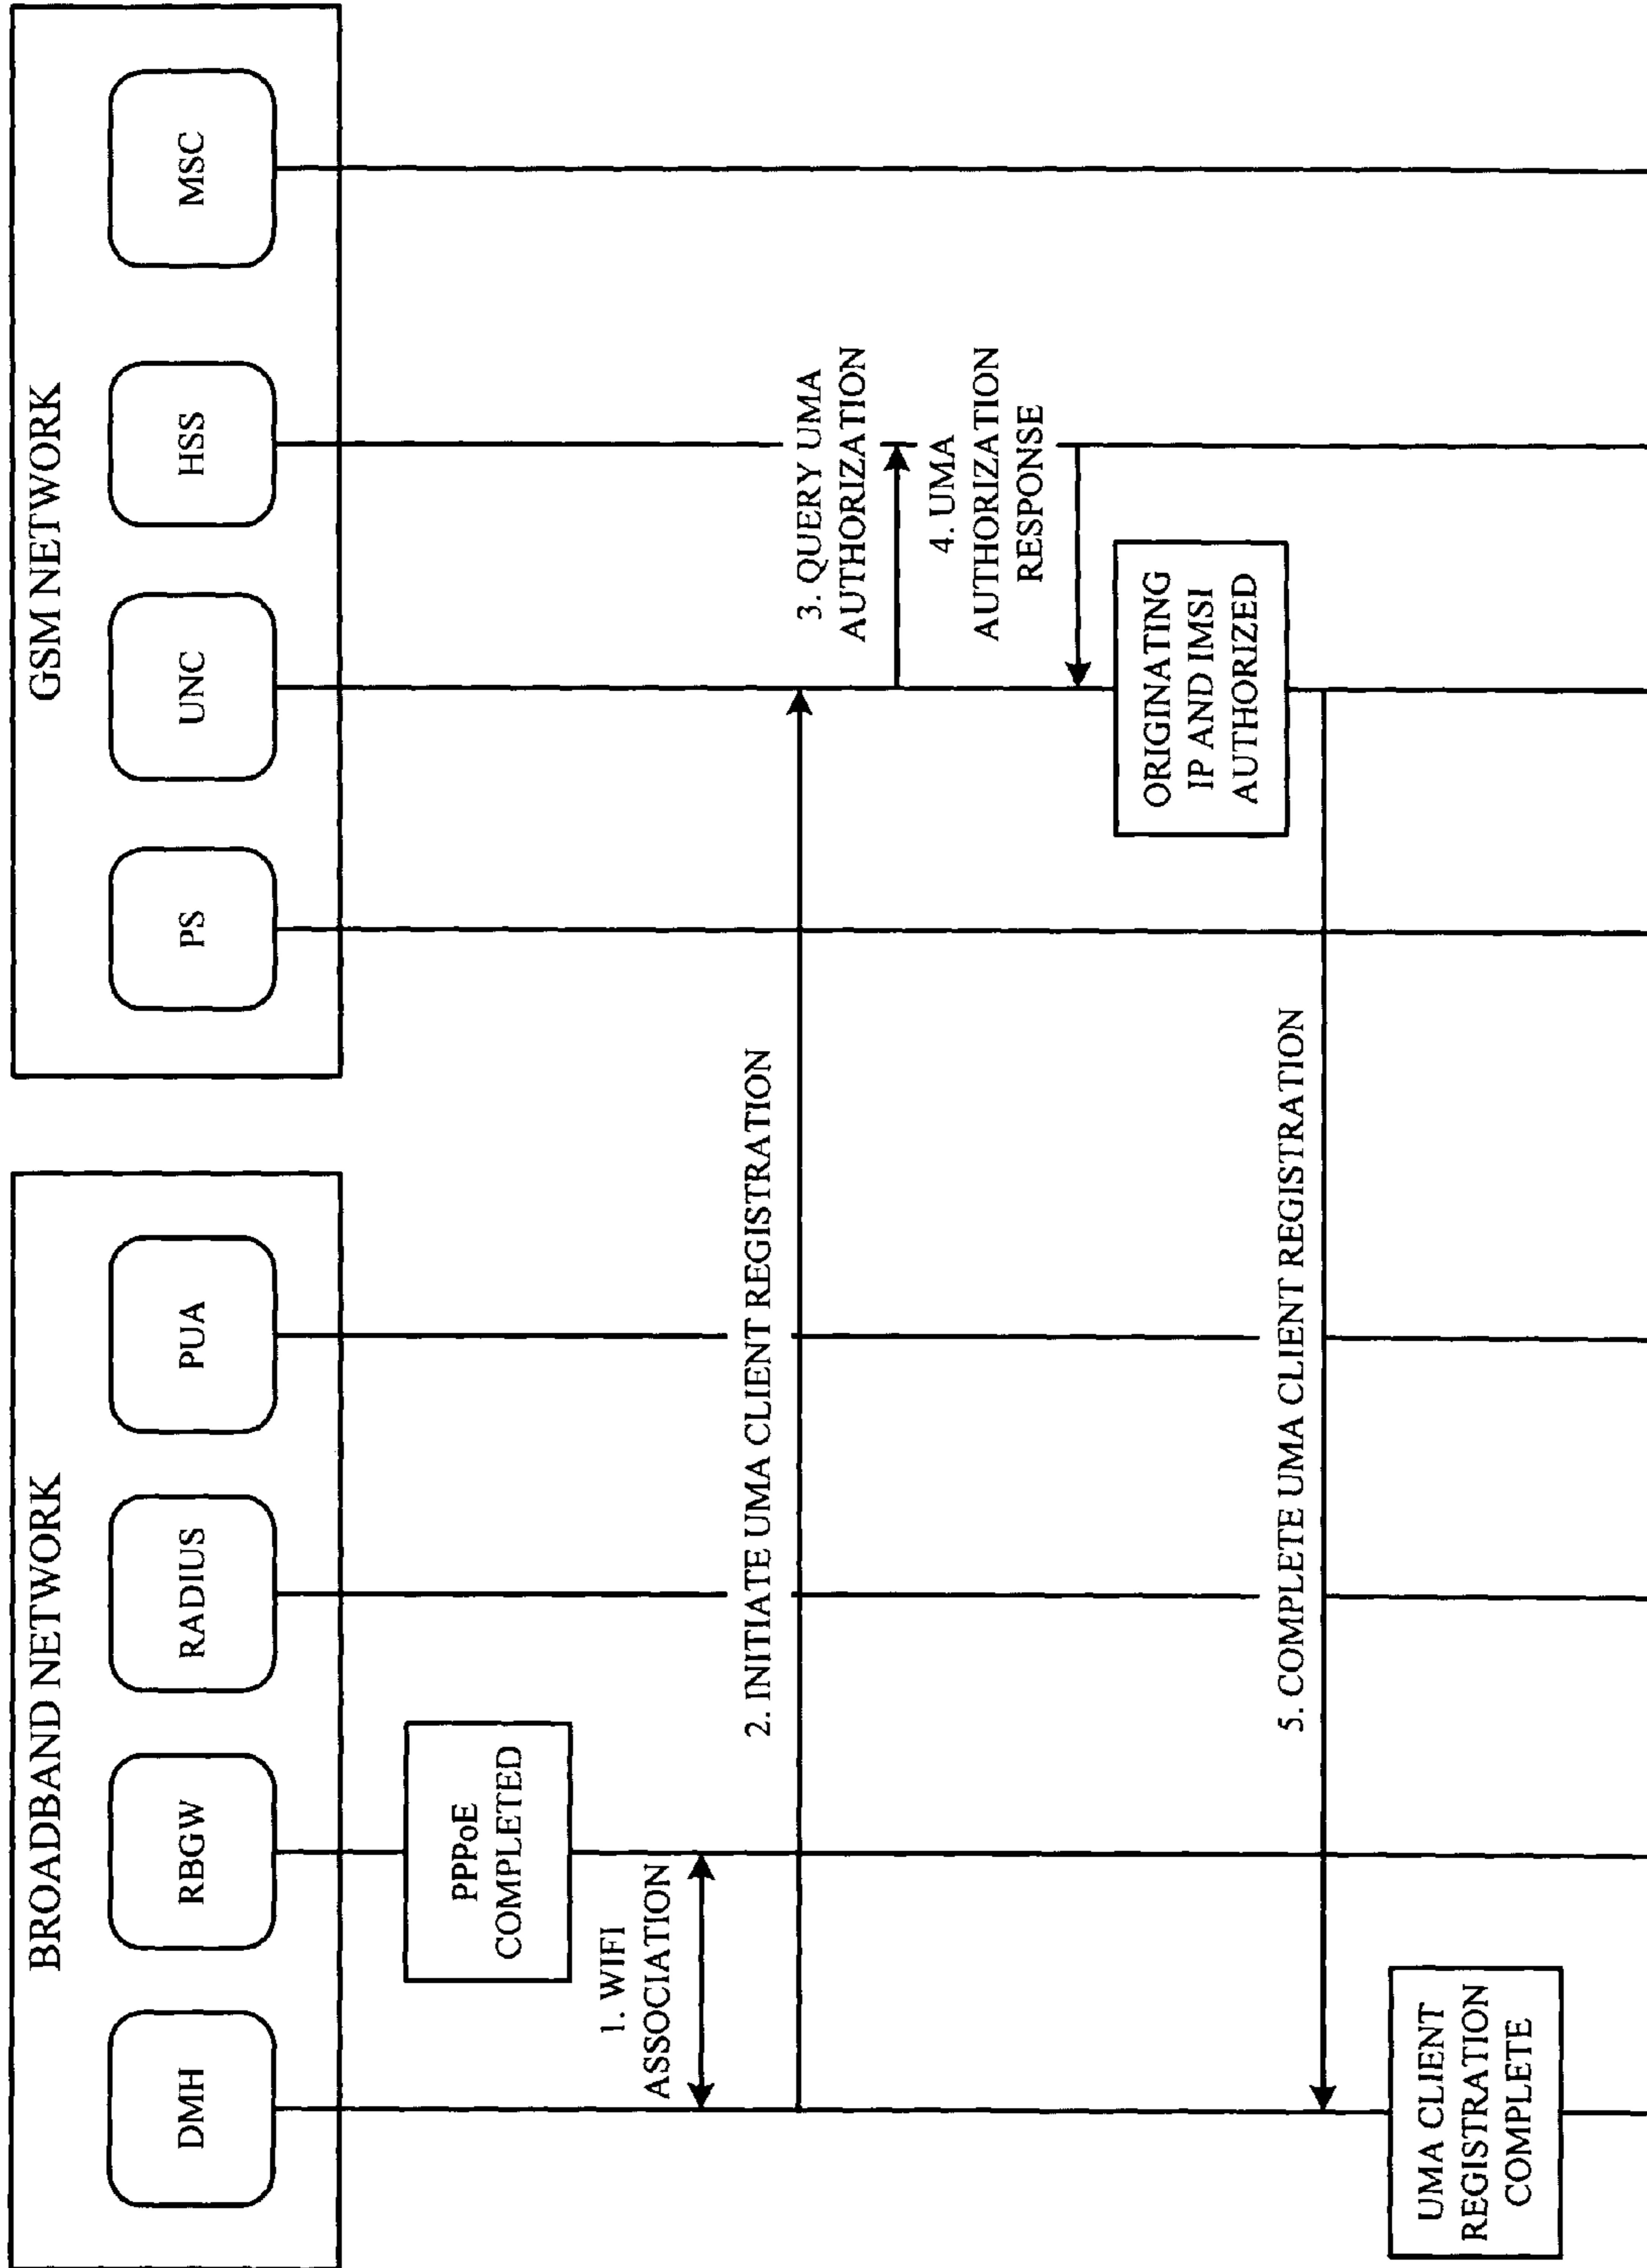 BROADBAND NETWORK
GSM NETWORK
DMH
RBGW
RADIUS
PUA
PS
UNC
HSS
MSC
PPPoE
COMPLETED
1. WIFI
ASSOCIATION
2. INITIATE UMA CLIENT REGISTRATION
3. QUERY UMA
AUTHORIZATION
4. UMA
AUTHORIZATION
RESPONSE
ORIGINATING
IP AND IMSI
AUTHORIZED
5. COMPLETE UMA CLIENT REGISTRATION
UMA CLIENT
REGISTRATION
COMPLETE